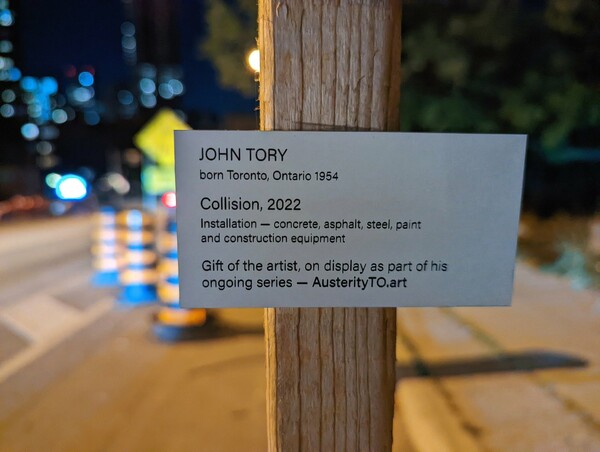 JOHN TORY
born Toronto, Ontario 1954
Collision, 2022
Installation — concrete, asphalt, steel, paint
and construction equipment
Gift of the artist, on display as part of his
ongoing series — AusterityTO.art